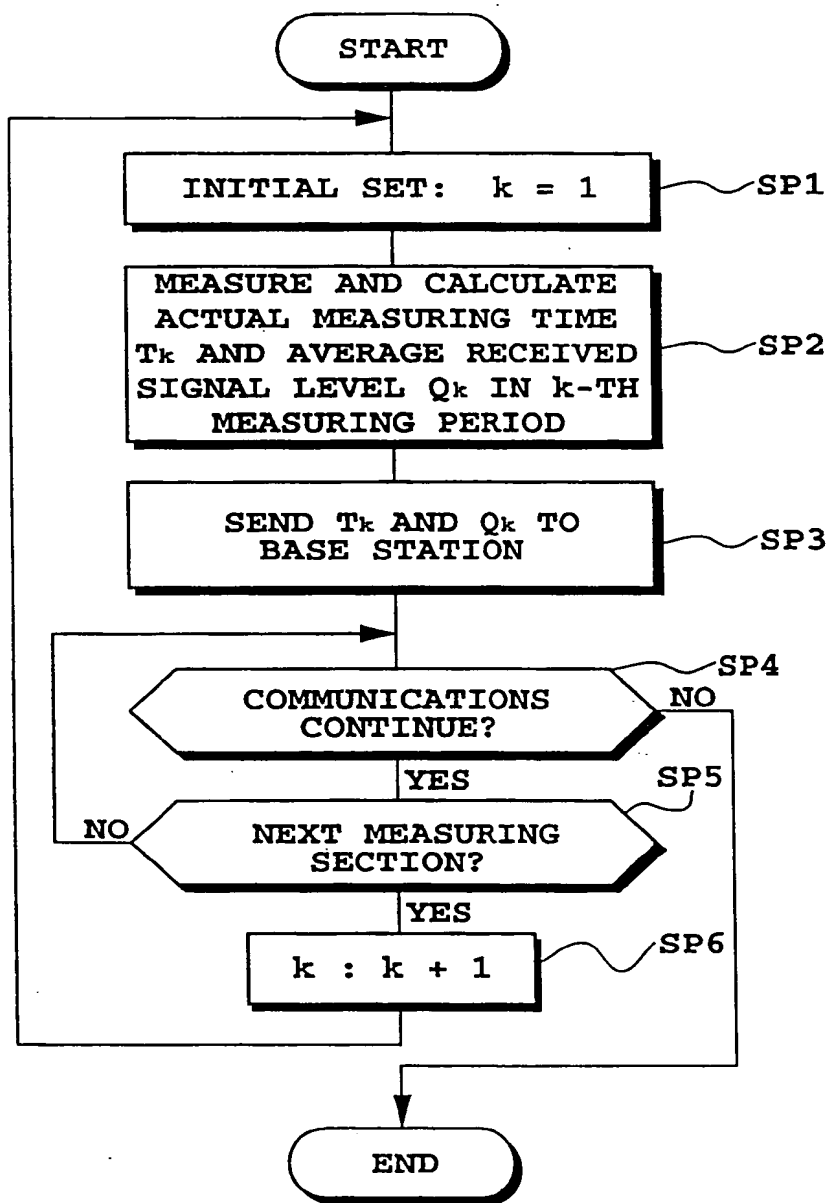 START
INITIAL SET: k = 1
SP1
MEASURE AND CALCULATE
ACTUAL MEASURING TIME
Tk AND AVERAGE RECEIVED
SIGNAL LEVEL Qk IN k-TH
MEASURING PERIOD
SP2
SEND Tk AND Qk TO
BASE STATION
SP3
SP4
COMMUNICATIONS
CONTINUE?
NO
YES
SP5
NO
NEXT MEASURING
SECTION?
YES
SP6
k : k + 1
END